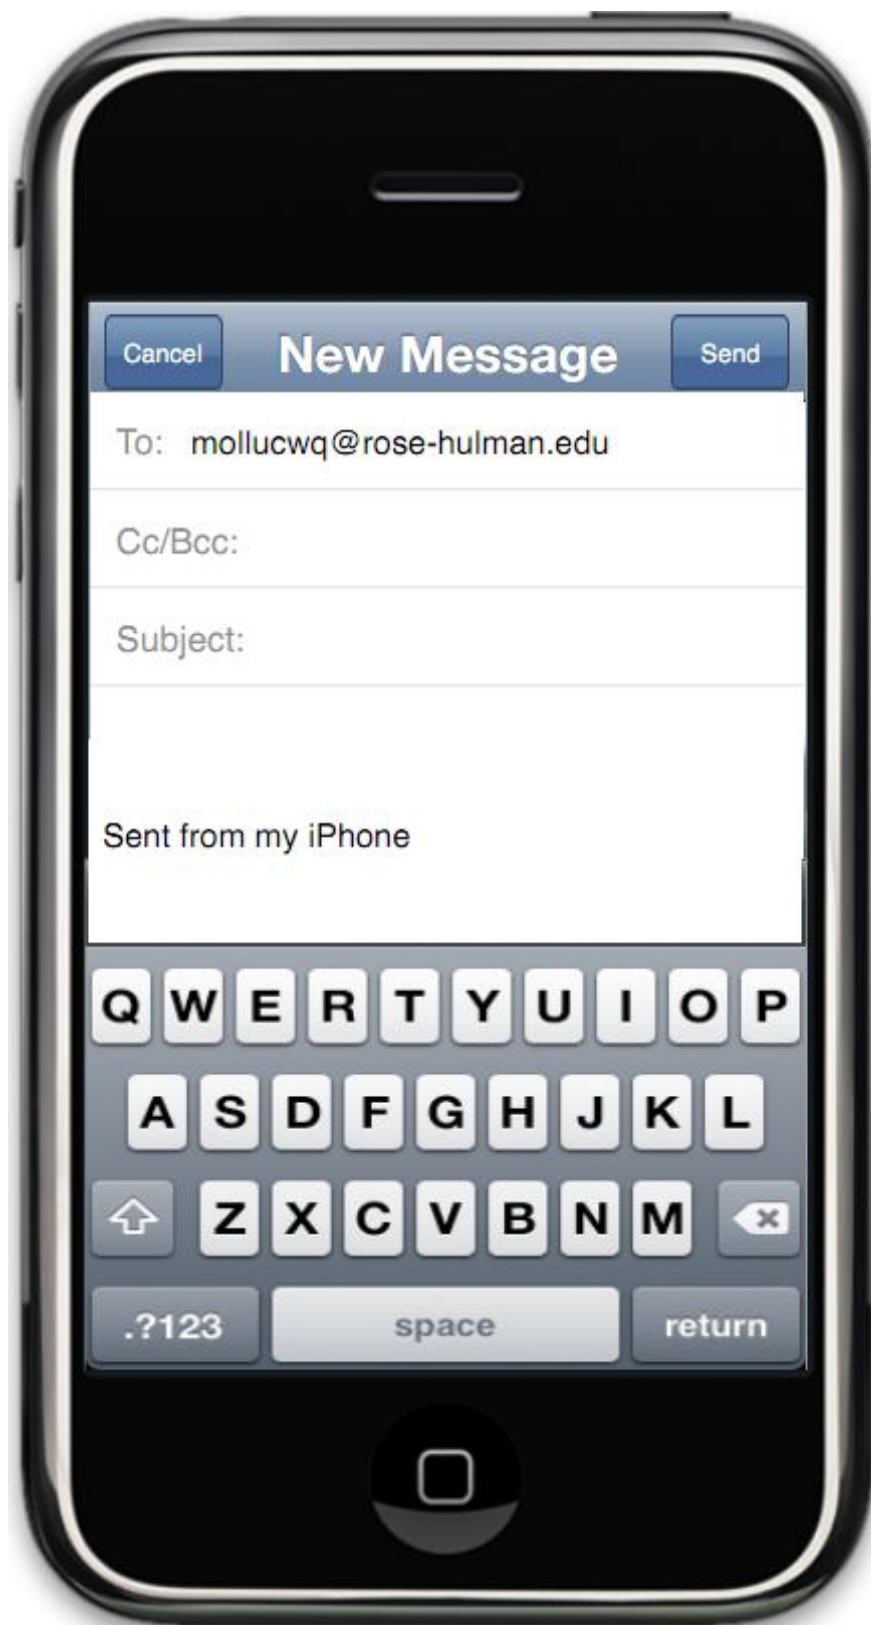 Cancel New Message Send
To: mollucwq@rose-hulman.edu
Cc/Bcc:
Subject:
Sent from my iPhone
Q W E R T Y U I O P
A S D F G H J K L
Z X C V B N M
.?123 space return